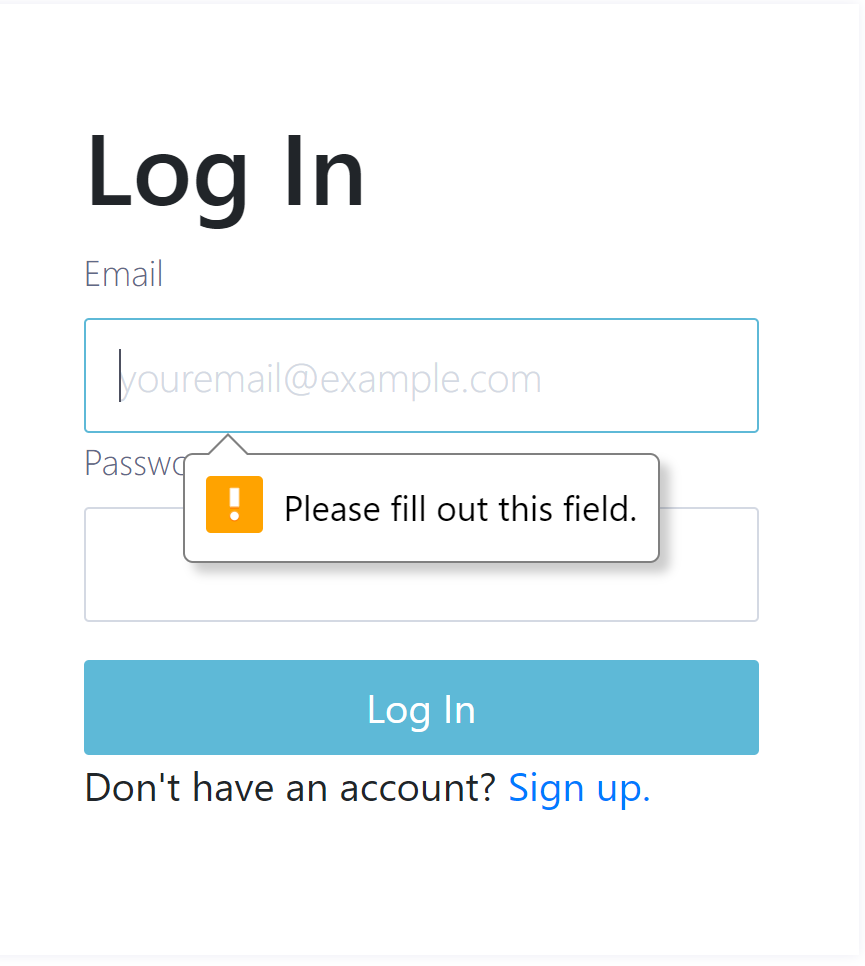 Log In
Email
youremail@example.com
Passwo
Please fill out this field.
Log In
Don't have an account? Sign up.